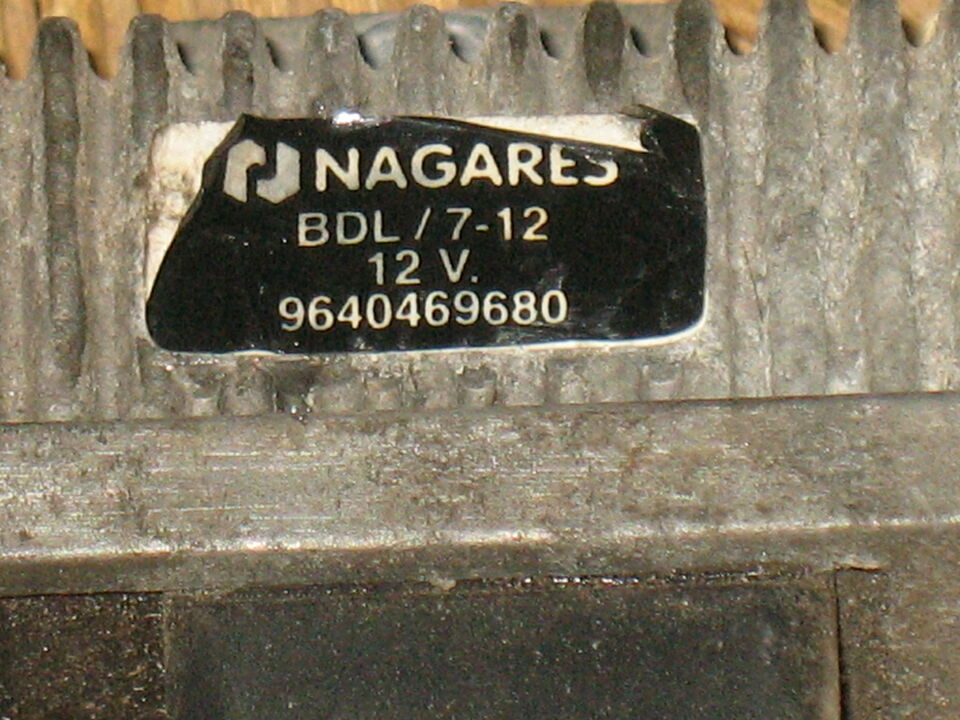 NAGARES
BDL / 7-12
12 V.
9640469680